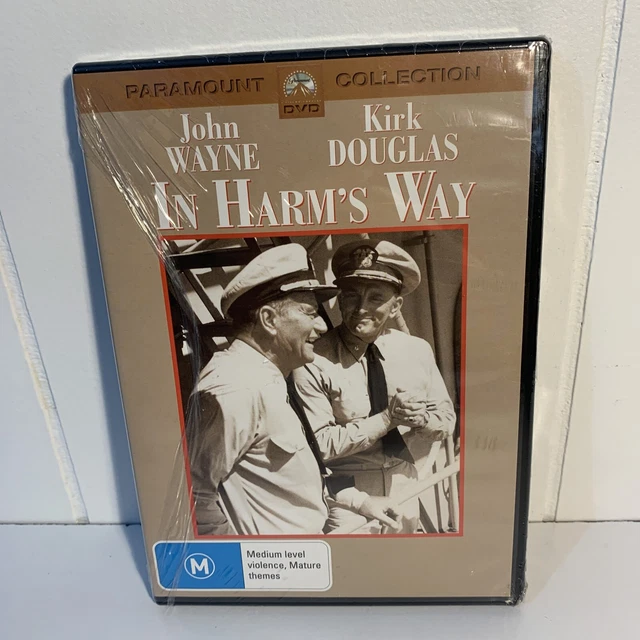 PARAMOUNT DVD COLLECTION
John WAYNE
Kirk DOUGLAS
IN HARM'S WAY
M
Medium level
violence, Mature
themes